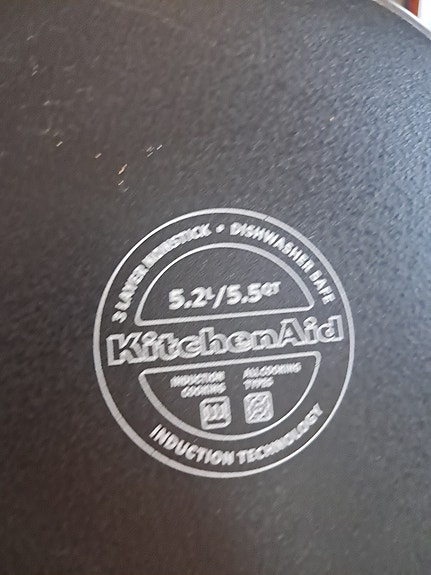 3 LAYER NONSTICK • DISHWASHER SAFE
5.2L/5.5QT
KitchenAid
INDUCTION COOKING
ALL COOKING TYPES
INDUCTION TECHNOLOGY